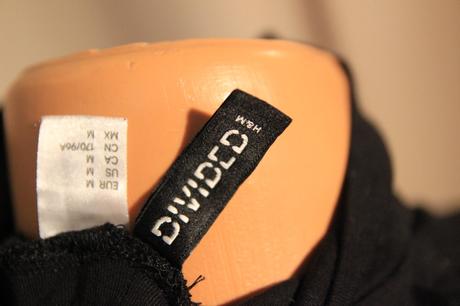 EUR M
US M
CA M
CN 170/96A
MX M
DIVIDED
H&M